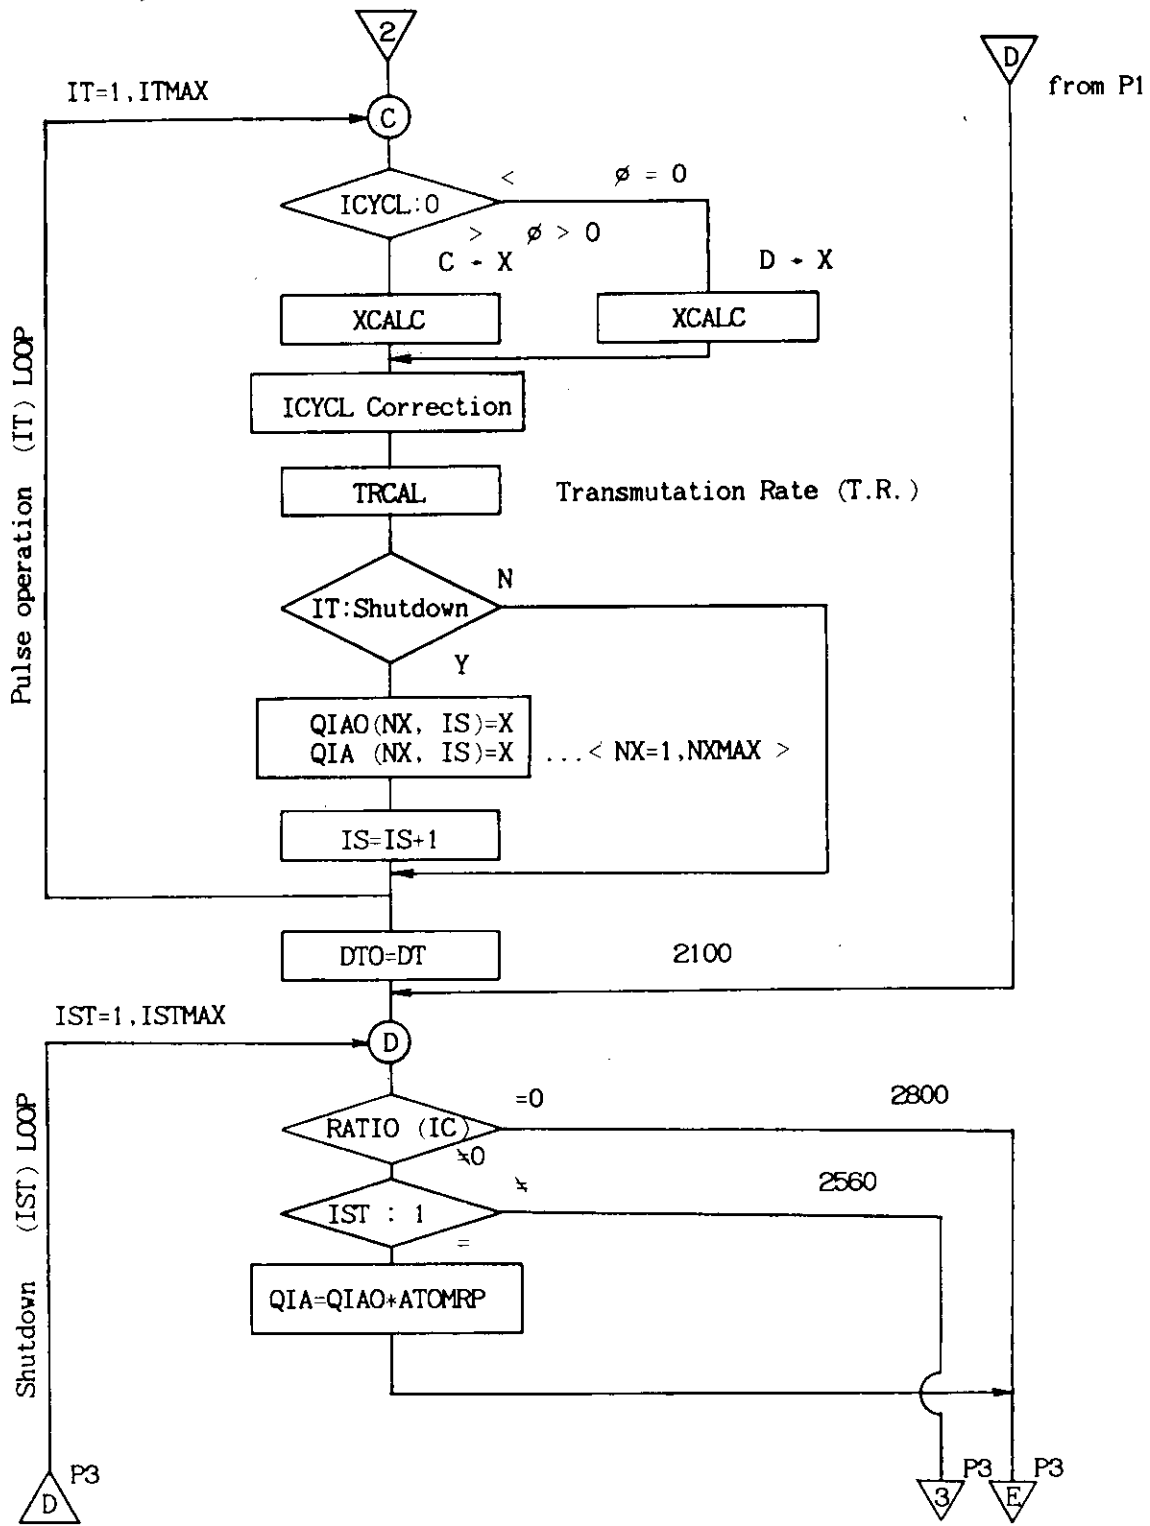 2
D
from P1
IT=1,ITMAX
C
< ø = 0
ICYCL:0
> ø > 0
C → X
D → X
XCALC
XCALC
ICYCL Correction
TRCAL
Transmutation Rate (T.R.)
Pulse operation (IT) LOOP
N
IT:Shutdown
Y
QIAO(NX, IS)=X
QIA (NX, IS)=X ...< NX=1,NXMAX >
IS=IS+1
DTO=DT
2100
IST=1,ISTMAX
D
=0
2800
RATIO (IC)
≠0
≠
2560
IST : 1
=
QIA=QIAO*ATOMRP
Shutdown (IST) LOOP
P3
D
P3
3
P3
E